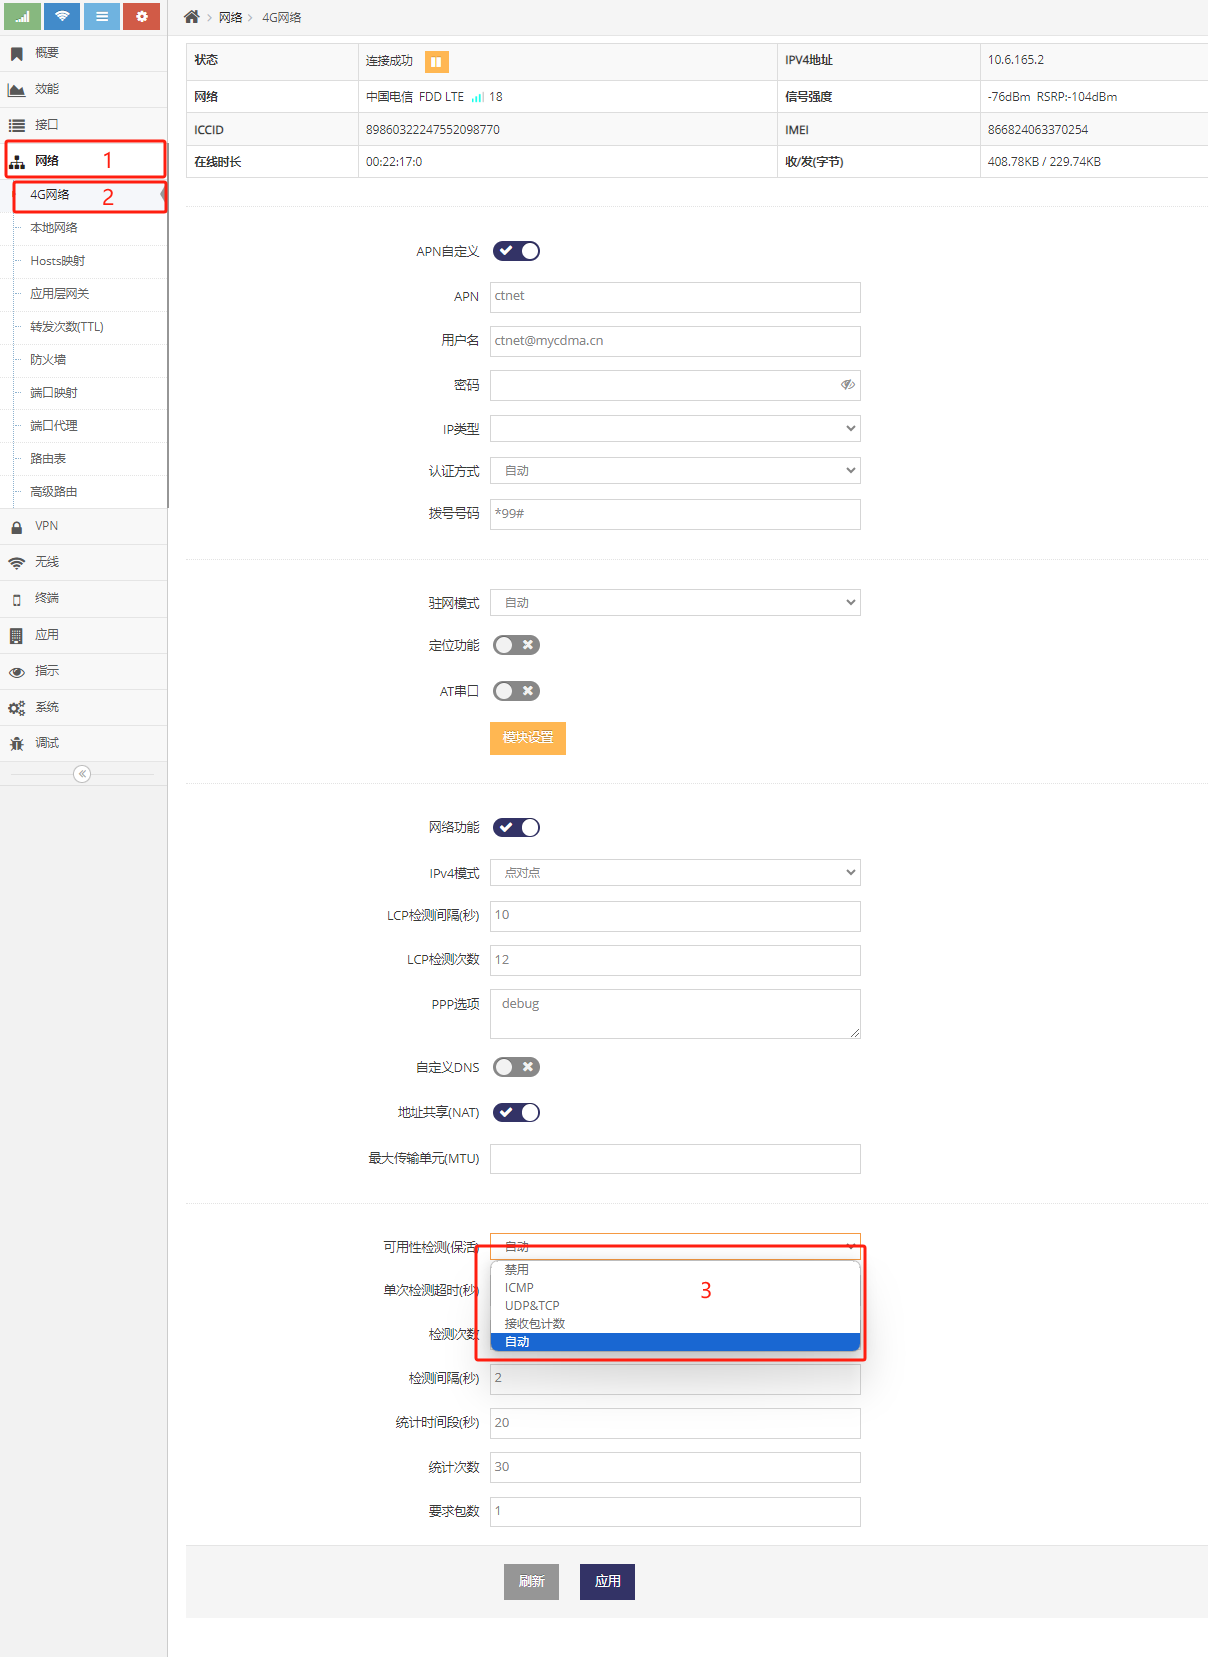 网络 4G网络
概要
效能
接口
网络 1
4G网络 2
本地网络
Hosts映射
应用层网关
转发次数(TTL)
防火墙
端口映射
端口代理
路由表
高级路由
VPN
无线
终端
应用
指示
系统
调试
状态 连接成功 IPV4地址 10.6.165.2
网络 中国电信 FDD LTE 18 信号强度 -76dBm RSRP:-104dBm
ICCID 89860322247552098770 IMEI 866824063370254
在线时长 00:22:17:0 收/发(字节) 408.78KB / 229.74KB
APN自定义
APN ctnet
用户名 ctnet@mycdma.cn
密码
IP类型
认证方式 自动
拨号号码 *99#
驻网模式 自动
定位功能
AT串口
模块设置
网络功能
IPv4模式 点对点
LCP检测间隔(秒) 10
LCP检测次数 12
PPP选项 debug
自定义DNS
地址共享(NAT)
最大传输单元(MTU)
可用性检测(保活) 自动
禁用
ICMP 3
单次检测超时(秒)
UDP&TCP
接收包计数
检测次数
自动
检测间隔(秒) 2
统计时间段(秒) 20
统计次数 30
要求包数 1
刷新 应用